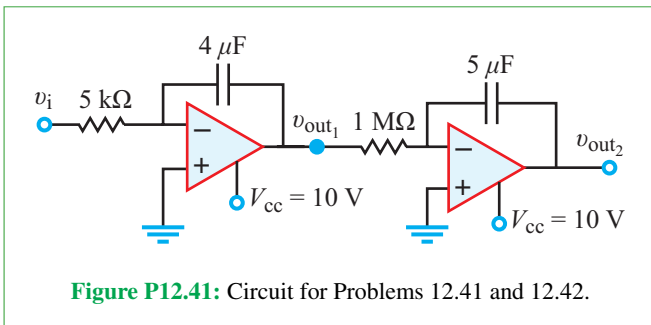 4 μF
5 μF
υi 5 kΩ
υout1 1 MΩ
υout2
−
+
−
+
Vcc = 10 V
Vcc = 10 V
Figure P12.41: Circuit for Problems 12.41 and 12.42.